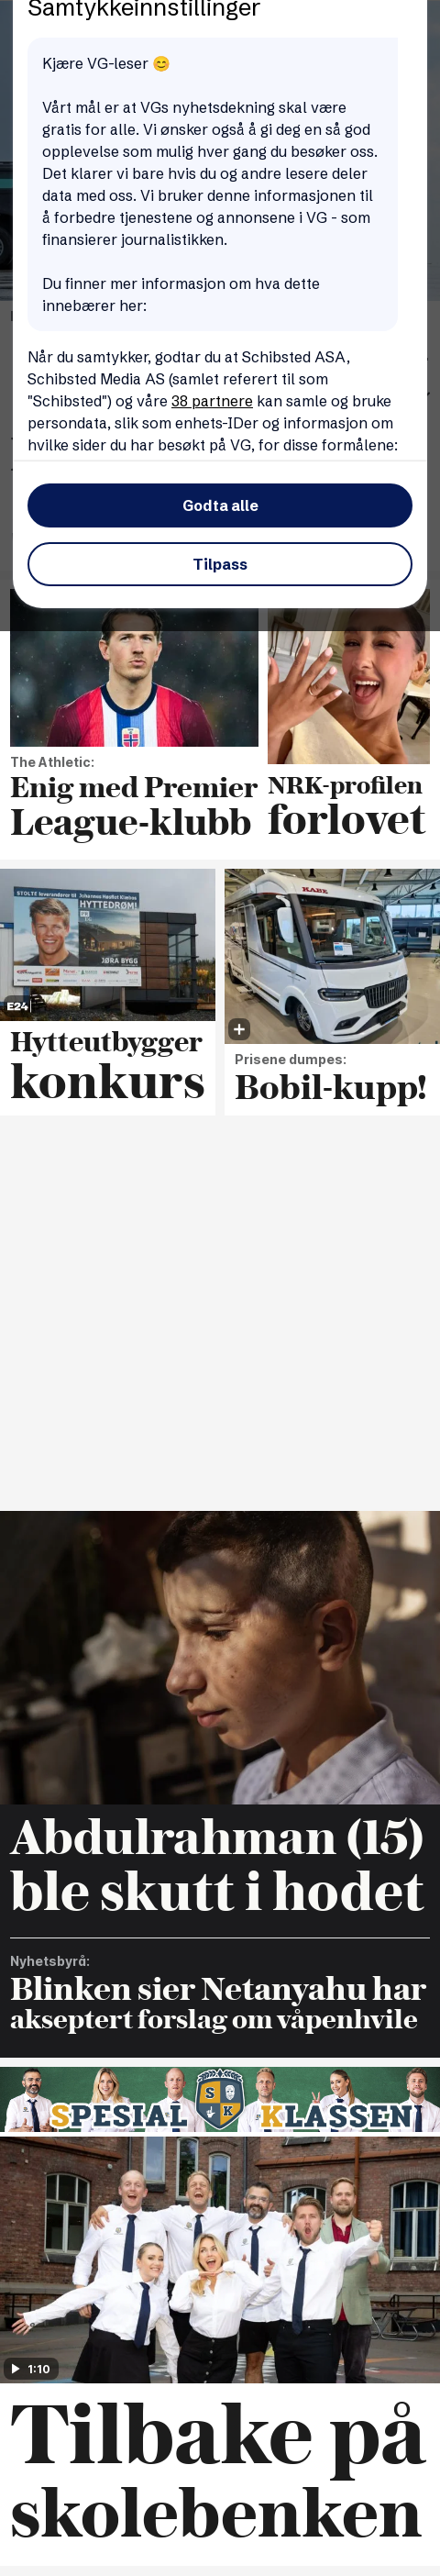 Samtykkeinnstillinger
Kjære VG-leser 😊
Vårt mål er at VGs nyhetsdekning skal være
gratis for alle. Vi ønsker også å gi deg en så god
opplevelse som mulig hver gang du besøker oss.
Det klarer vi bare hvis du og andre lesere deler
data med oss. Vi bruker denne informasjonen til
å forbedre tjenestene og annonsene i VG - som
finansierer journalistikken.
Du finner mer informasjon om hva dette
innebærer her:
Når du samtykker, godtar du at Schibsted ASA,
Schibsted Media AS (samlet referert til som
"Schibsted") og våre 38 partnere kan samle og bruke
persondata, slik som enhets-IDer og informasjon om
hvilke sider du har besøkt på VG, for disse formålene:
Godta alle
Tilpass
The Athletic:
Enig med Premier
League-klubb
NRK-profilen
forlovet
HYTTEDRØM!
JØRA BYGG
E24
Hytteutbygger
konkurs
KABE
Prisene dumpes:
Bobil-kupp!
Abdulrahman (15)
ble skutt i hodet
Nyhetsbyrå:
Blinken sier Netanyahu har
akseptert forslag om våpenhvile
SPESIAL
S K
KLASSEN
1:10
Tilbake på
skolebenken